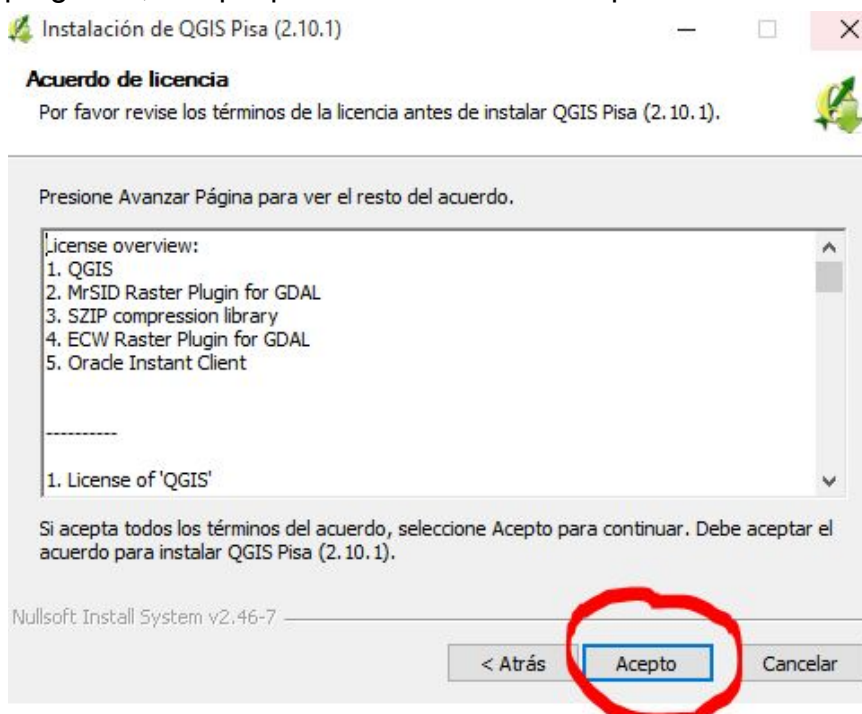 Instalación de QGIS Pisa (2.10.1)
Acuerdo de licencia
Por favor revise los términos de la licencia antes de instalar QGIS Pisa (2.10.1).
Presione Avanzar Página para ver el resto del acuerdo.
License overview:
1. QGIS
2. MrSID Raster Plugin for GDAL
3. SZIP compression library
4. ECW Raster Plugin for GDAL
5. Oracle Instant Client
----------
1. License of 'QGIS'
Si acepta todos los términos del acuerdo, seleccione Acepto para continuar. Debe aceptar el
acuerdo para instalar QGIS Pisa (2.10.1).
Nullsoft Install System v2.46-7
< Atrás Acepto Cancelar